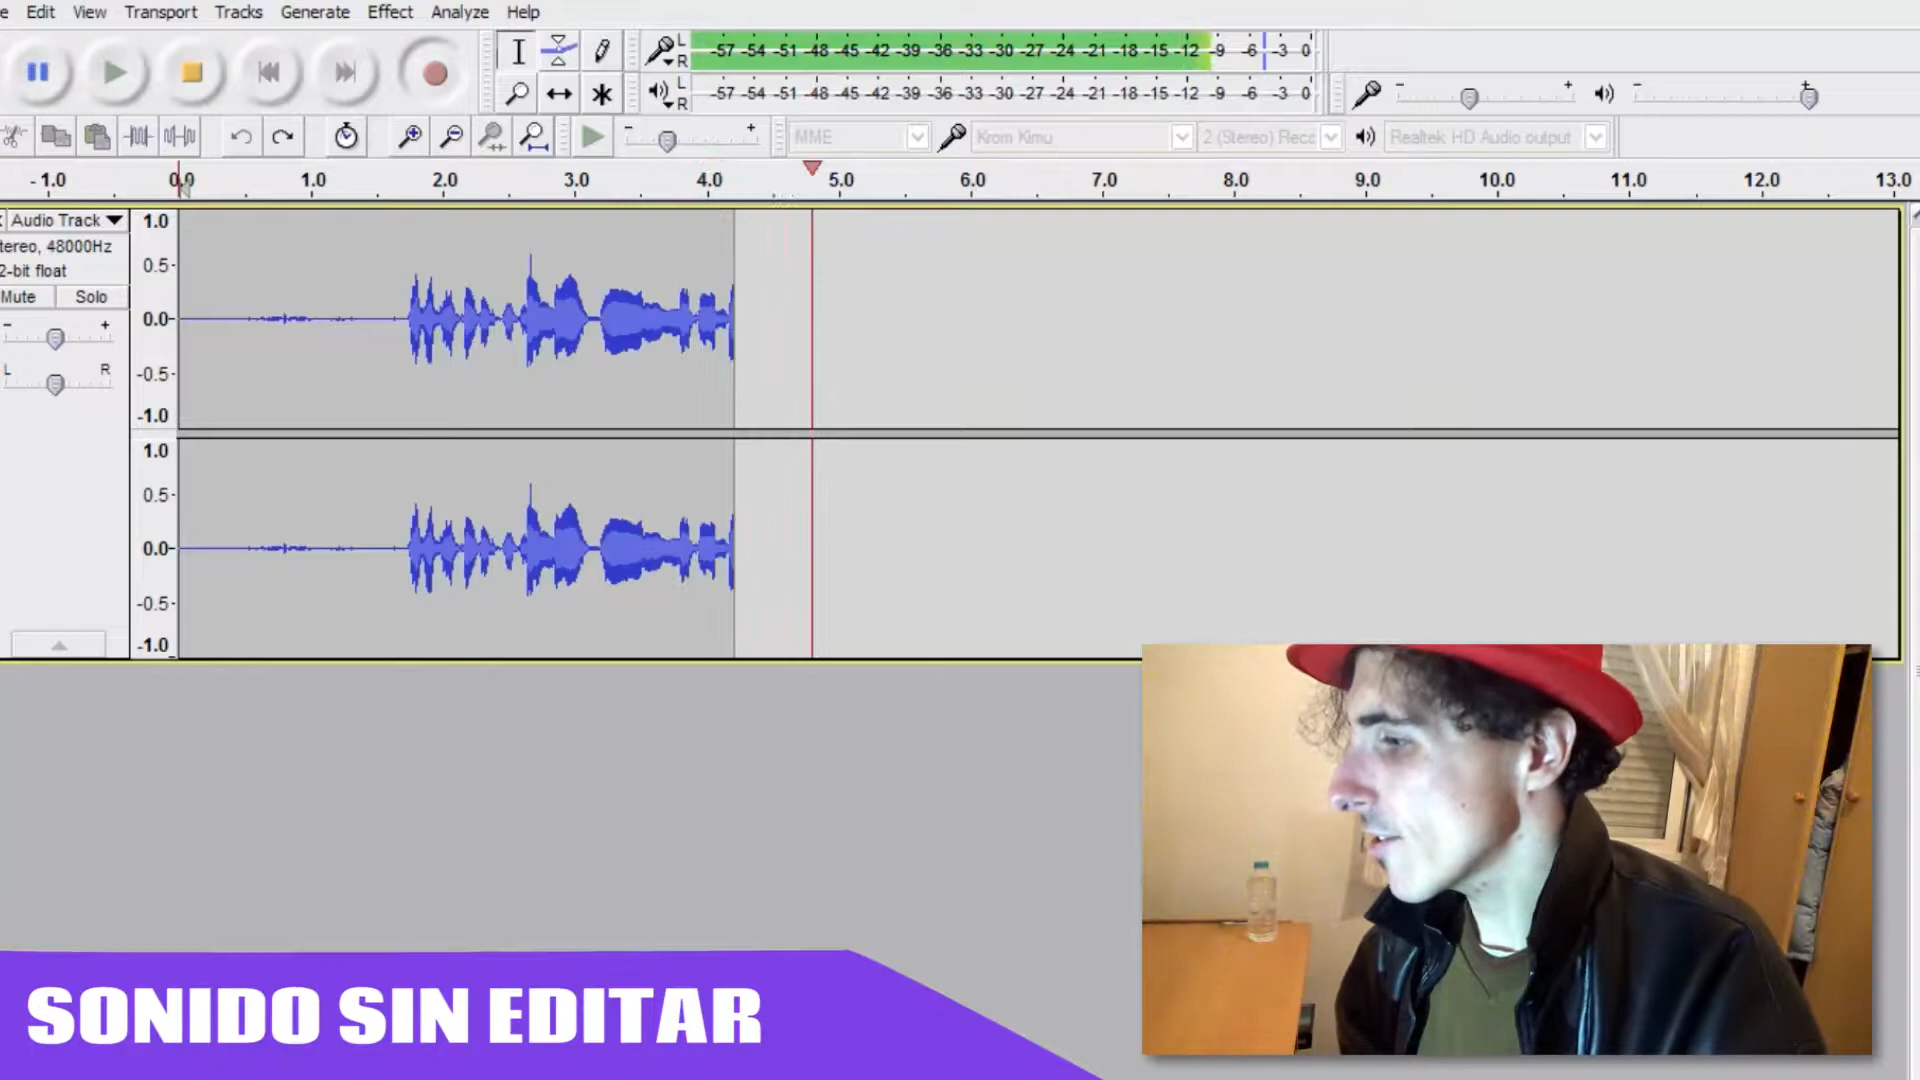 e Edit View Transport Tracks Generate Effect Analyze Help
L R -57 -54 -51 -48 -45 -42 -39 -36 -33 -30 -27 -24 -21 -18 -15 -12 -9 -6 -3 0
L R -57 -54 -51 -48 -45 -42 -39 -36 -33 -30 -27 -24 -21 -18 -15 -12 -9 -6 -3 0
- + - +
- + MME Krom Kimu 2 (Stereo) Recc Realtek HD Audio output
-1.0 0.0 1.0 2.0 3.0 4.0 5.0 6.0 7.0 8.0 9.0 10.0 11.0 12.0 13.0
Audio Track
tereo, 48000Hz
2-bit float
Mute Solo
- +
L R
1.0
0.5-
0.0-
-0.5-
-1.0
1.0
0.5-
0.0-
-0.5-
-1.0
SONIDO SIN EDITAR